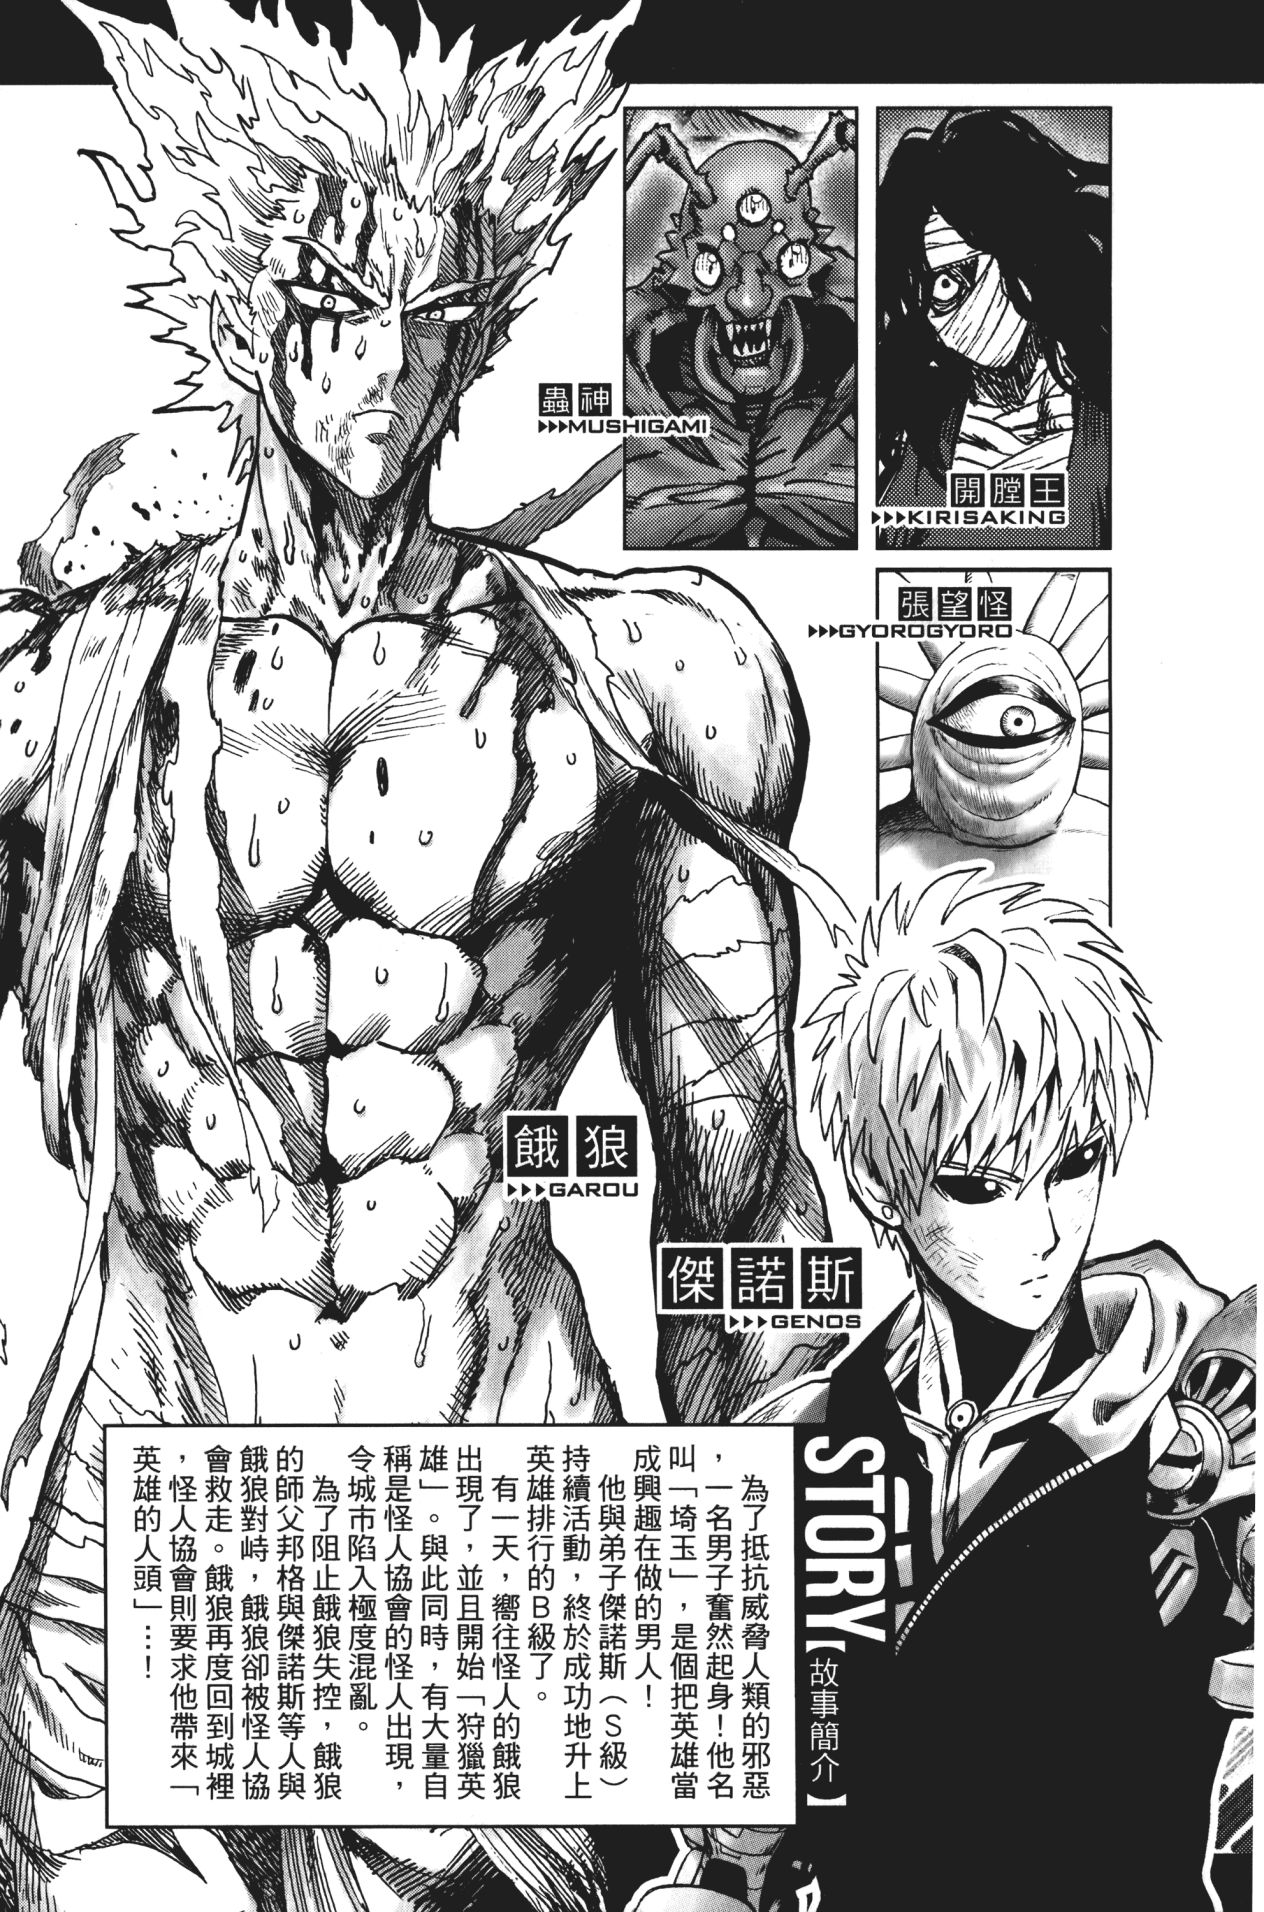 開膛王
KIRISAKING
蟲神
MUSHIGAMI
張望怪
GYOROGYORO
餓狼
GAROU
傑諾斯
GENOS
STORY【故事簡介】
為了抵抗威脅人類的邪惡
，一名男子奮然起身！他名
叫「埼玉」，是個把英雄當
成興趣在做的男人！
他與弟子傑諾斯（S級）
持續活動，終於成功地升上
英雄排行的B級了。
有一天，嚮往怪人的餓狼
出現了，並且開始「狩獵英
雄」。與此同時，有大量自
稱是怪人協會的怪人出現，
令城市陷入極度混亂。
為了阻止餓狼失控，餓狼
的師父邦格與傑諾斯等人與
餓狼對峙，餓狼卻被怪人協
會救走。餓狼再度回到城裡
，怪人協會則要求他帶來「
英雄的人頭」…！